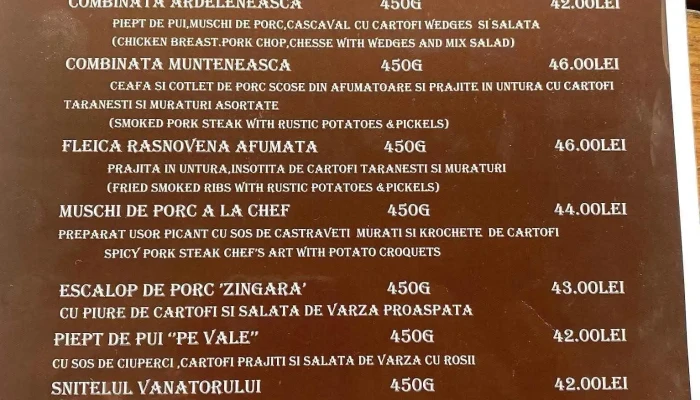 COMBINATA ARDELENEASCA 450G 42.00LEI
PIEPT DE PUI,MUSCHI DE PORC,CASCAVAL CU CARTOFI WEDGES SI SALATA
(CHICKEN BREAST.PORK CHOP,CHESSE WITH WEDGES AND MIX SALAD)
COMBINATA MUNTENEASCA 450G 46.00LEI
CEAFA SI COTLET DE PORC SCOSE DIN AFUMATOARE SI PRAJITE IN UNTURA CU CARTOFI
TARANESTI SI MURATURI ASORTATE
(SMOKED PORK STEAK WITH RUSTIC POTATOES &PICKELS)
FLEICA RASNOVENA AFUMATA 450G 46.00LEI
PRAJITA IN UNTURA,INSOTITA DE CARTOFI TARANESTI SI MURATURI
(FRIED SMOKED RIBS WITH RUSTIC POTATOES &PICKELS)
MUSCHI DE PORC A LA CHEF 450G 44.00LEI
PREPARAT USOR PICANT CU SOS DE CASTRAVETI MURATI SI KROCHETE DE CARTOFI
SPICY PORK STEAK CHEF'S ART WITH POTATO CROQUETS
ESCALOP DE PORC 'ZINGARA' 450G 43.00LEI
CU PIURE DE CARTOFI SI SALATA DE VARZA PROASPATA
PIEPT DE PUI "PE VALE" 450G 42.00LEI
CU SOS DE CIUPERCI ,CARTOFI PRAJITI SI SALATA DE VARZA CU ROSII
SNITELUL VANATORULUI 450G 42.00LEI